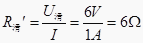 R滑′ = U滑/I = 6V/1A = 6Ω